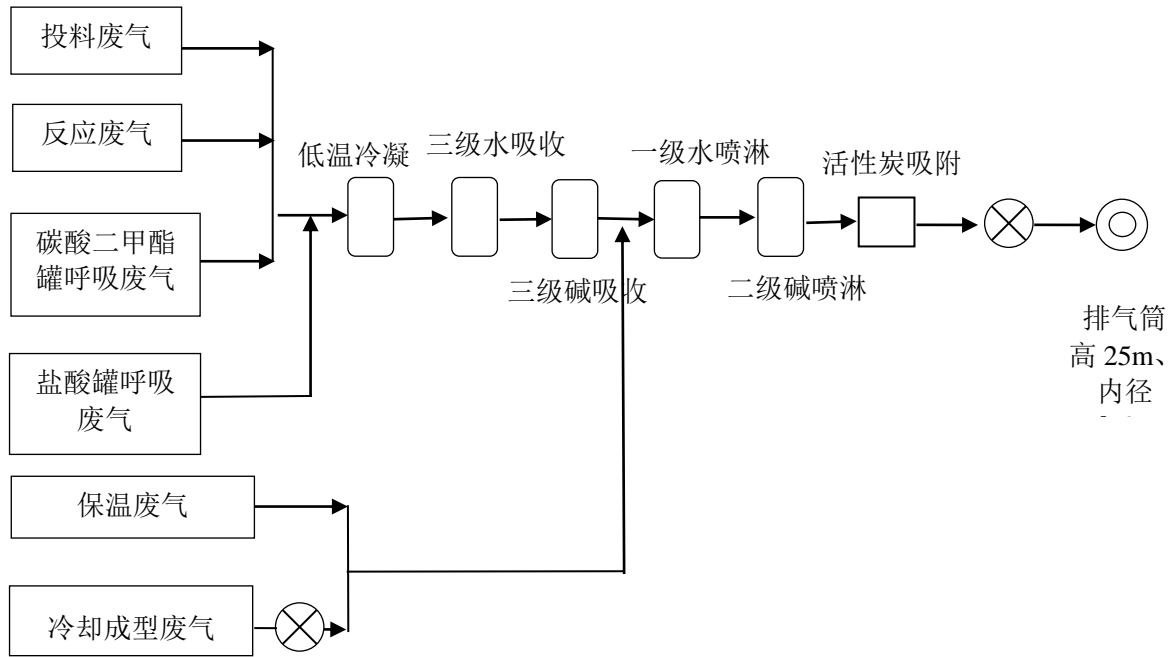 投料废气
反应废气
碳酸二甲酯
罐呼吸废气
盐酸罐呼吸
废气
保温废气
冷却成型废气
低温冷凝
三级水吸收
三级碱吸收
一级水喷淋
二级碱喷淋
活性炭吸附
排气筒
高 25m、
内径